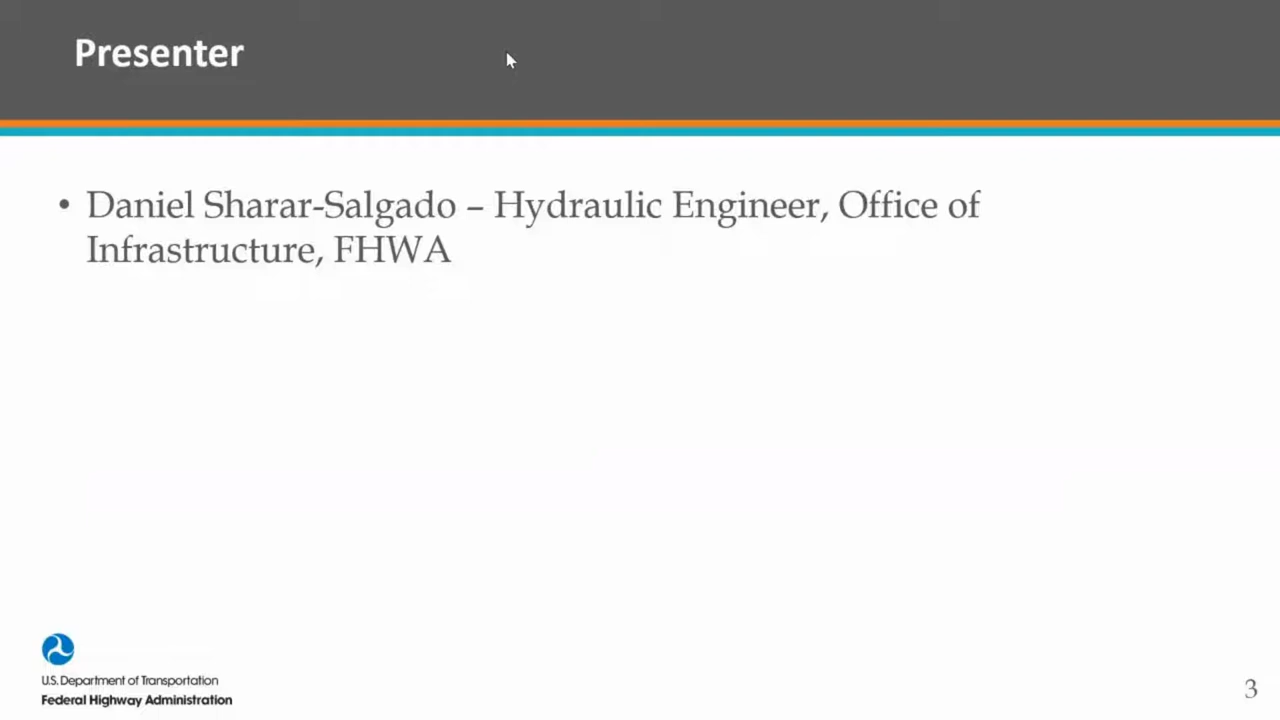 Presenter
• Daniel Sharar-Salgado – Hydraulic Engineer, Office of
Infrastructure, FHWA
U.S. Department of Transportation
Federal Highway Administration
3